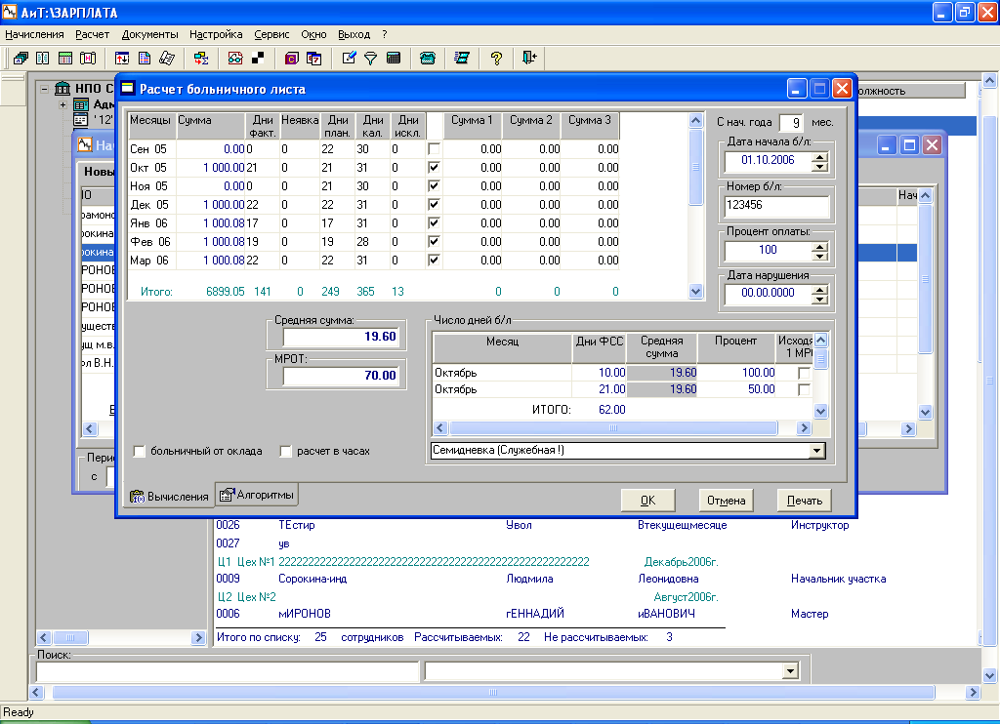 АиТ:\ЗАРПЛАТА
Начисления Расчет Документы Настройка Сервис Окно Выход ?
НПО С
Адм
'12'
олжность
Расчет больничного листа
На
Новы
Нач
Месяцы Сумма Дни факт. Неявка Дни план. Дни кал. Дни искл. Сумма 1 Сумма 2 Сумма 3
Сен 05 0.00 0 0 22 30 0 0.00 0.00 0.00
Окт 05 1 000.00 21 0 21 31 0 0.00 0.00 0.00
Ноя 05 0.00 0 0 21 30 0 0.00 0.00 0.00
Дек 05 1 000.00 22 0 22 31 0 0.00 0.00 0.00
Янв 06 1 000.08 17 0 17 31 0 0.00 0.00 0.00
Фев 06 1 000.08 19 0 19 28 0 0.00 0.00 0.00
Мар 06 1 000.08 22 0 22 31 0 0.00 0.00 0.00
Итого: 6899.05 141 0 249 365 13 0 0 0
С нач. года 9 мес.
Дата начала б/л:
01.10.2006
Номер б/л:
123456
Процент оплаты:
100
Дата нарушения
00.00.0000
Средняя сумма:
19.60
МРОТ:
70.00
Число дней б/л
Месяц Дни ФСС Средняя сумма Процент Исходя 1 МР
Октябрь 10.00 19.60 100.00
Октябрь 21.00 19.60 50.00
ИТОГО: 62.00
Семидневка (Служебная !)
больничный от оклада расчет в часах
Вычисления Алгоритмы
OK Отмена Печать
Перис
с
0026 ТЕстир Увол Втекущещмесяце Инструктор
0027 ув
Ц1 Цех №1 Декабрь2006г.
0009 Сорокина-инд Людмила Леонидовна Начальник участка
Ц2 Цех №2 Август2006г.
0006 мИРОНОВ гЕННАДИЙ иВАНОВИЧ Мастер
Итого по списку: 25 сотрудников Рассчитываемых: 22 Не рассчитываемых: 3
Поиск:
Ready